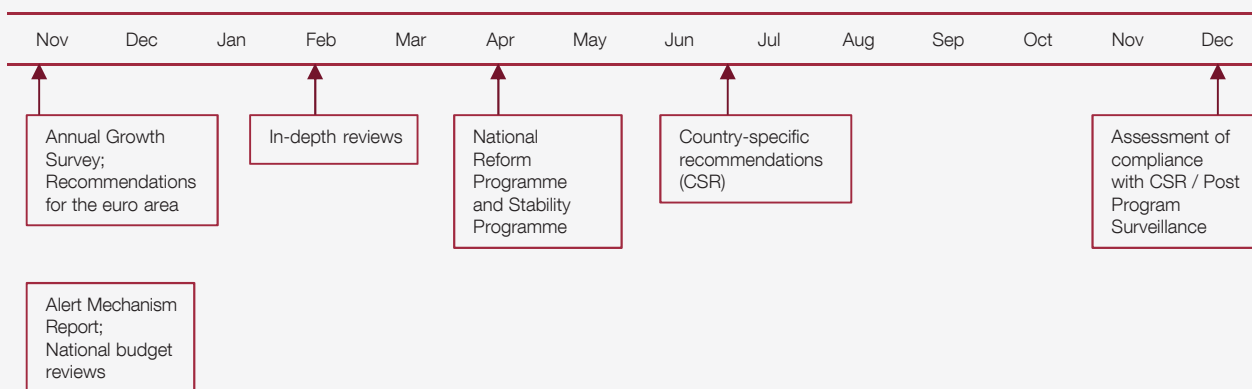 Nov Dec Jan Feb Mar Apr May Jun Jul Aug Sep Oct Nov Dec
Annual Growth
Survey;
Recommendations
for the euro area
In-depth reviews
National
Reform
Programme
and Stability
Programme
Country-specific
recommendations
(CSR)
Assessment of
compliance
with CSR / Post
Program
Surveillance
Alert Mechanism
Report;
National budget
reviews